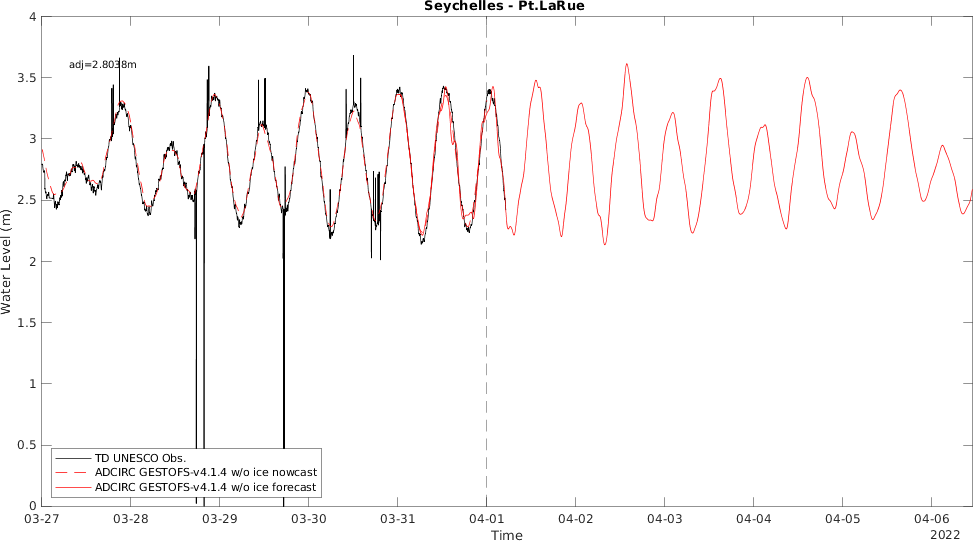 Seychelles - Pt.LaRue
adj=2.8038m
Water Level (m)
4
3.5
3
2.5
2
1.5
1
0.5
0
TD UNESCO Obs.
ADCIRC GESTOFS-v4.1.4 w/o ice nowcast
ADCIRC GESTOFS-v4.1.4 w/o ice forecast
03-27 03-28 03-29 03-30 03-31 04-01 04-02 04-03 04-04 04-05 04-06
Time
2022